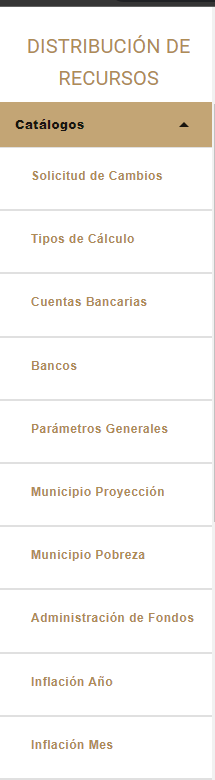 DISTRIBUCIÓN DE
RECURSOS
Catálogos
Solicitud de Cambios
Tipos de Cálculo
Cuentas Bancarias
Bancos
Parámetros Generales
Municipio Proyección
Municipio Pobreza
Administración de Fondos
Inflación Año
Inflación Mes